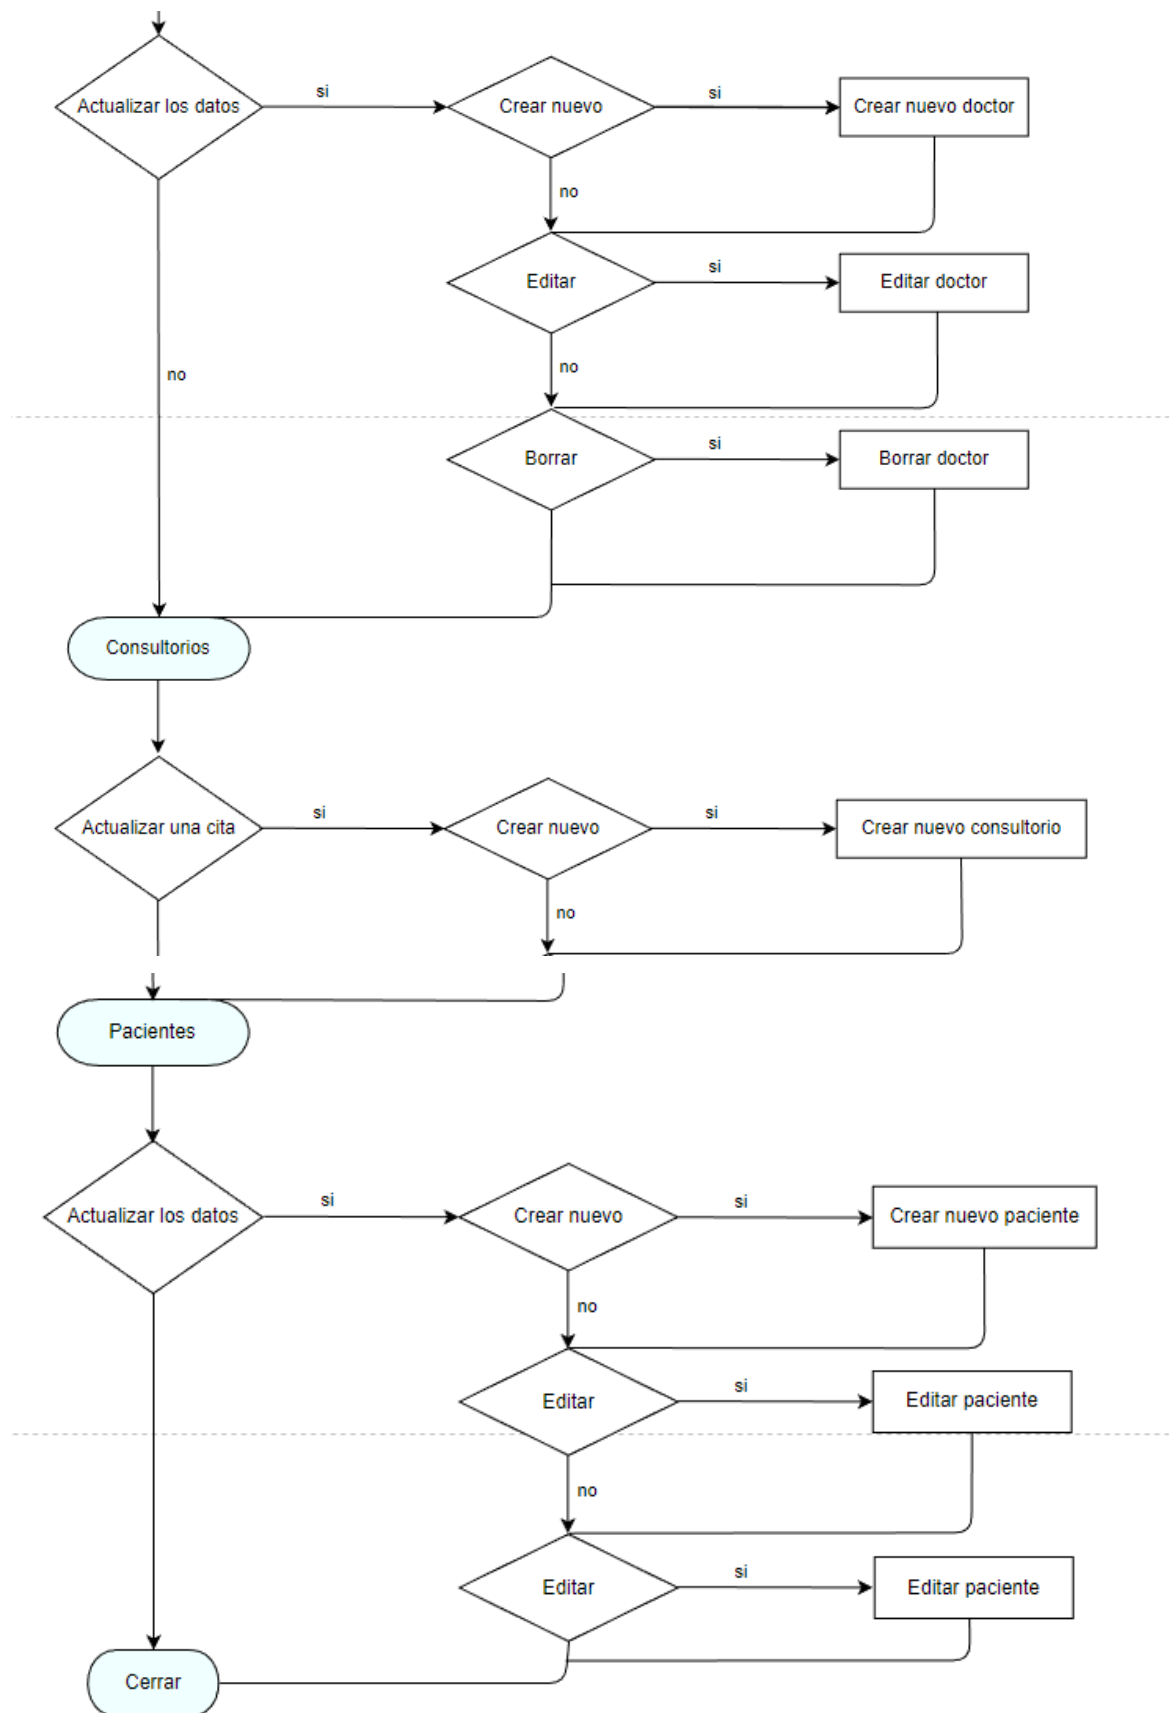 Actualizar los datos
si
Crear nuevo
si
Crear nuevo doctor
no
Editar
si
Editar doctor
no
no
Borrar
si
Borrar doctor
Consultorios
Actualizar una cita
si
Crear nuevo
si
Crear nuevo consultorio
no
Pacientes
Actualizar los datos
si
Crear nuevo
si
Crear nuevo paciente
no
Editar
si
Editar paciente
no
Editar
si
Editar paciente
Cerrar